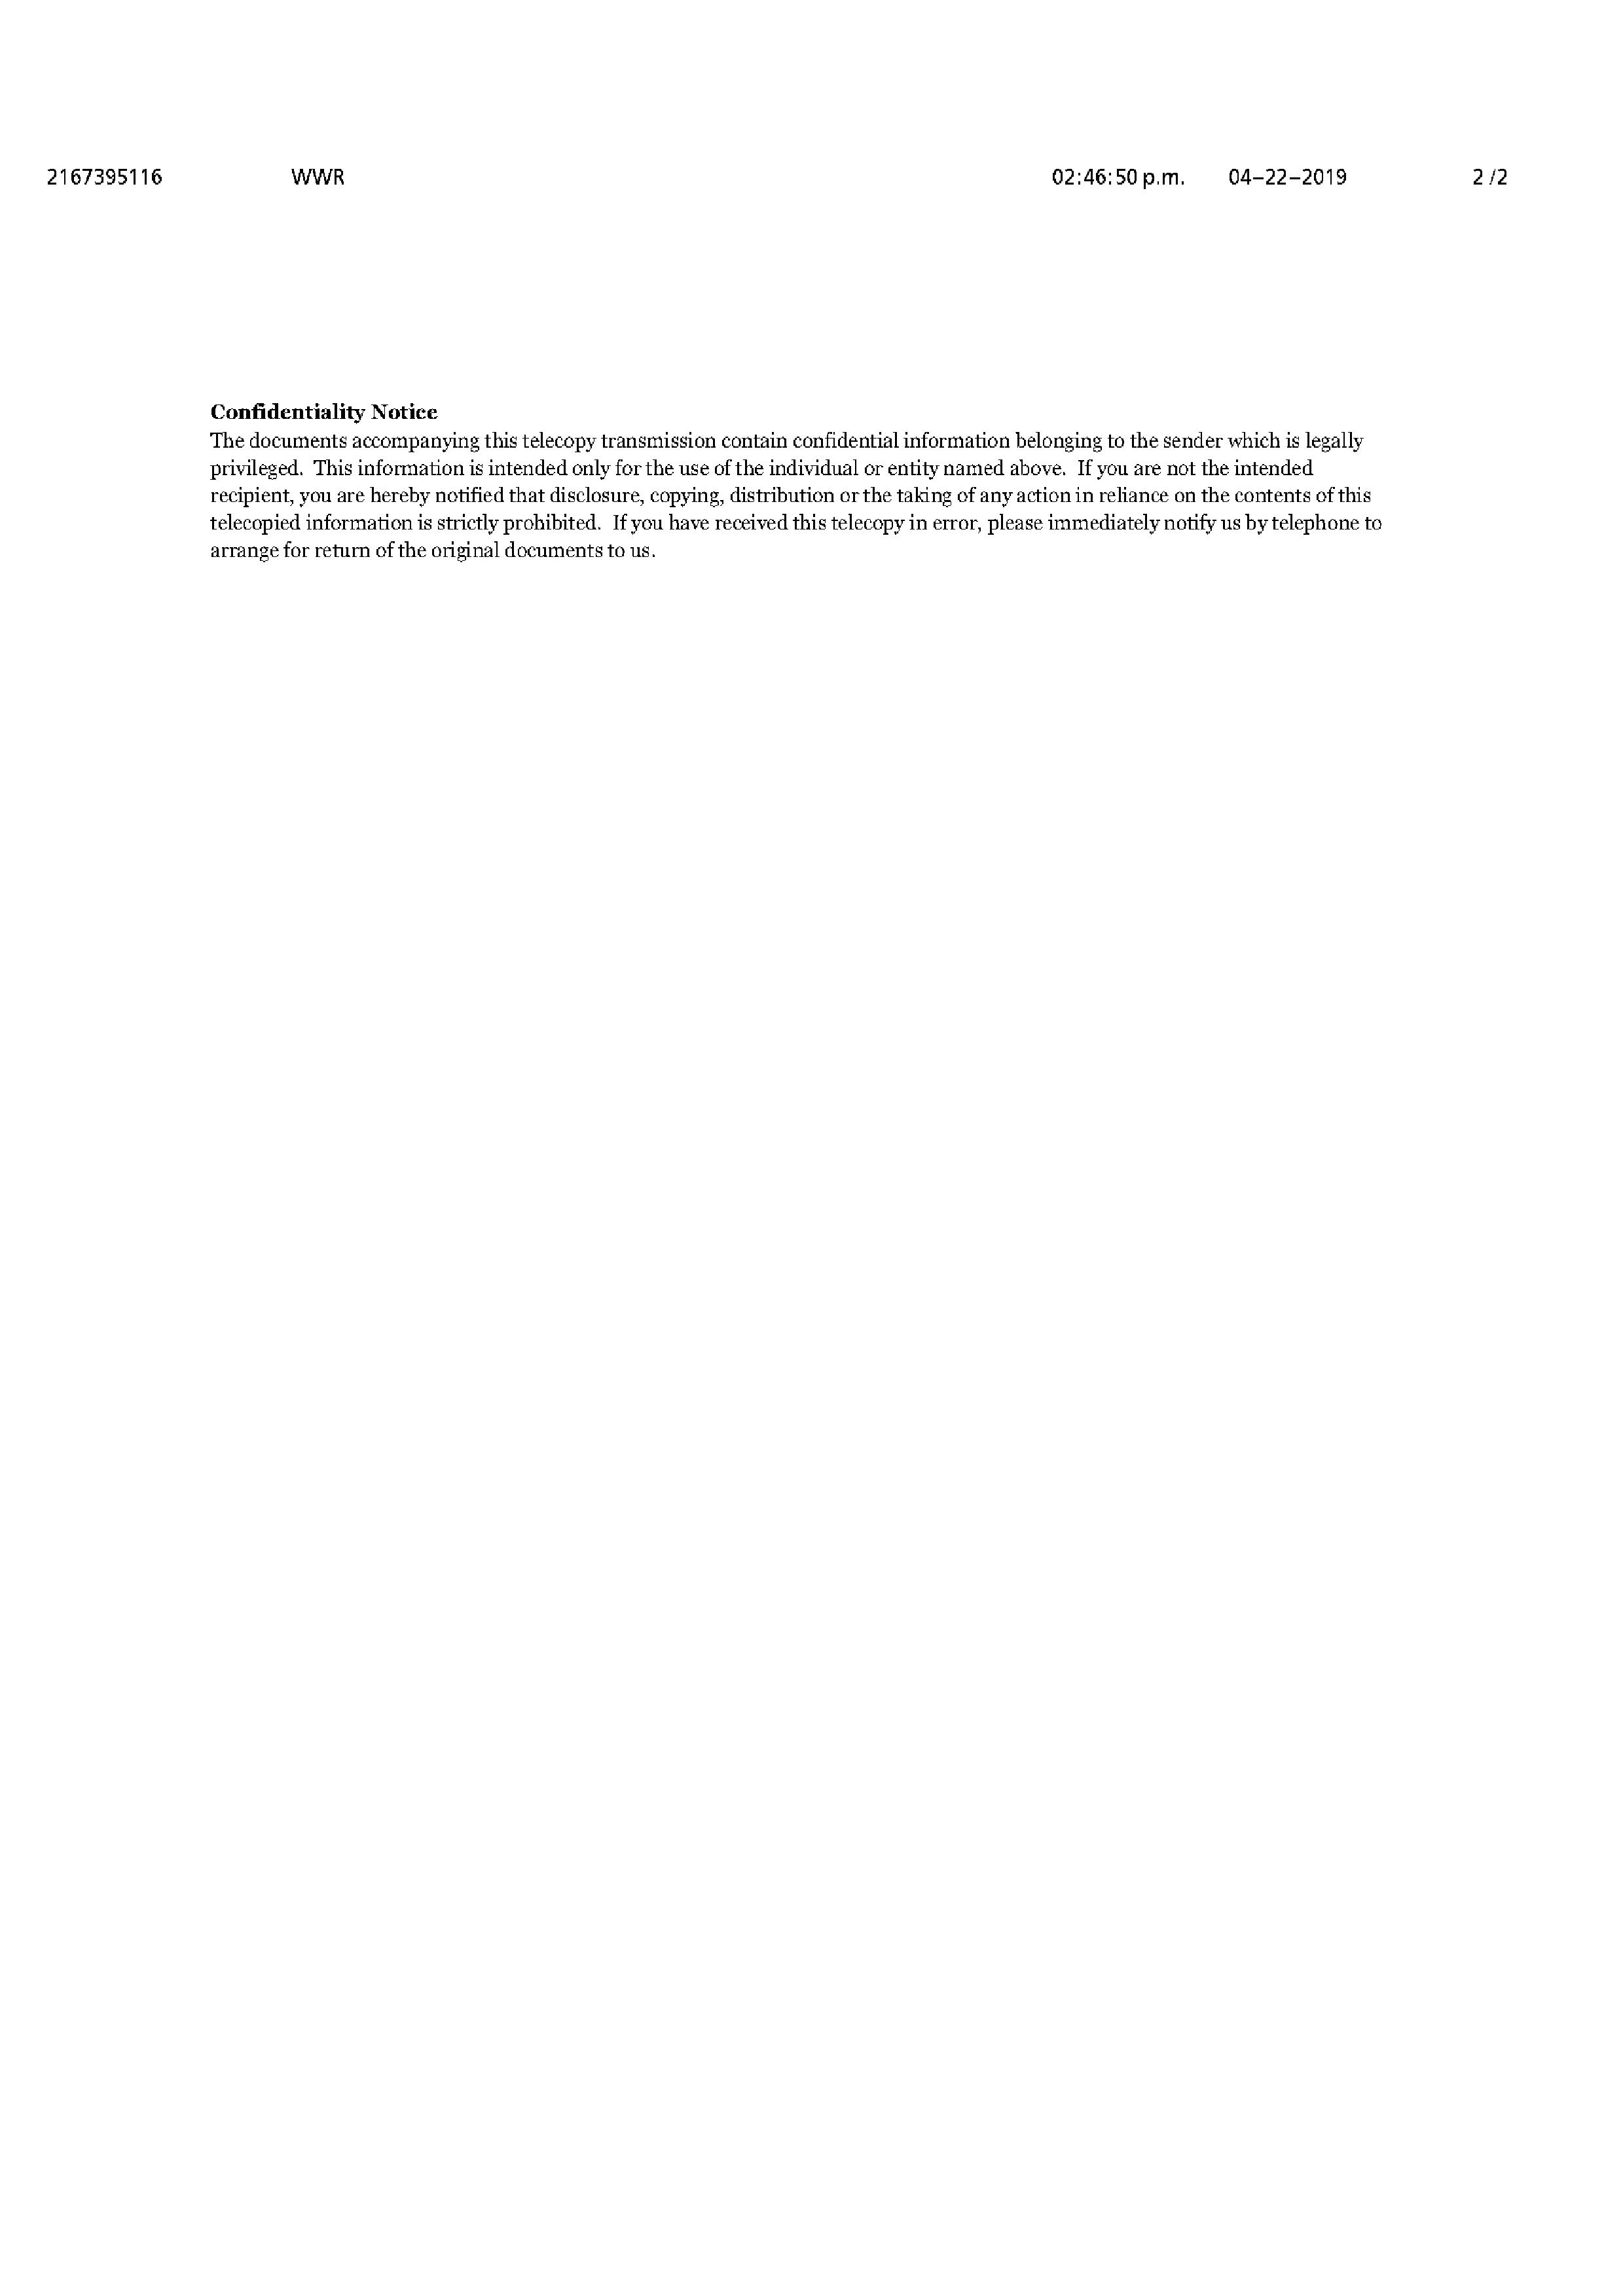 2167395116 WWR 02:46:50 p.m. 04–22–2019 2 /2
Confidentiality Notice
The documents accompanying this telecopy transmission contain confidential information belonging to the sender which is legally
privileged. This information is intended only for the use of the individual or entity named above. If you are not the intended
recipient, you are hereby notified that disclosure, copying, distribution or the taking of any action in reliance on the contents of this
telecopied information is strictly prohibited. If you have received this telecopy in error, please immediately notify us by telephone to
arrange for return of the original documents to us.